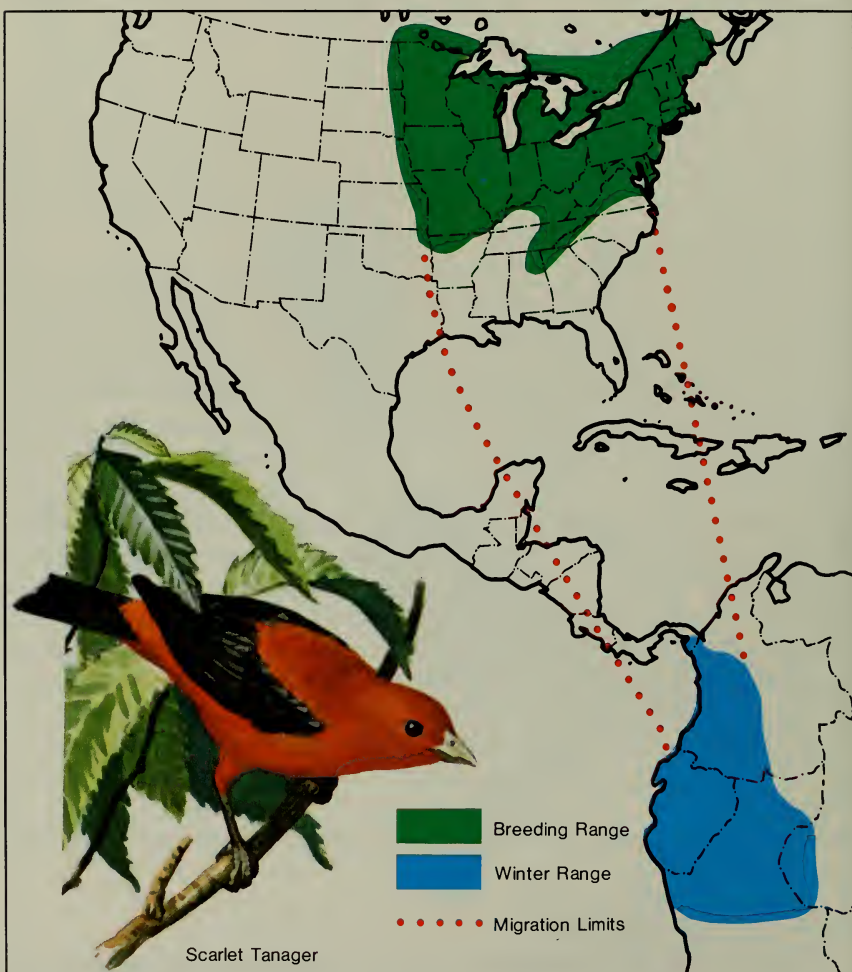 Breeding Range
Winter Range
Migration Limits
Scarlet Tanager